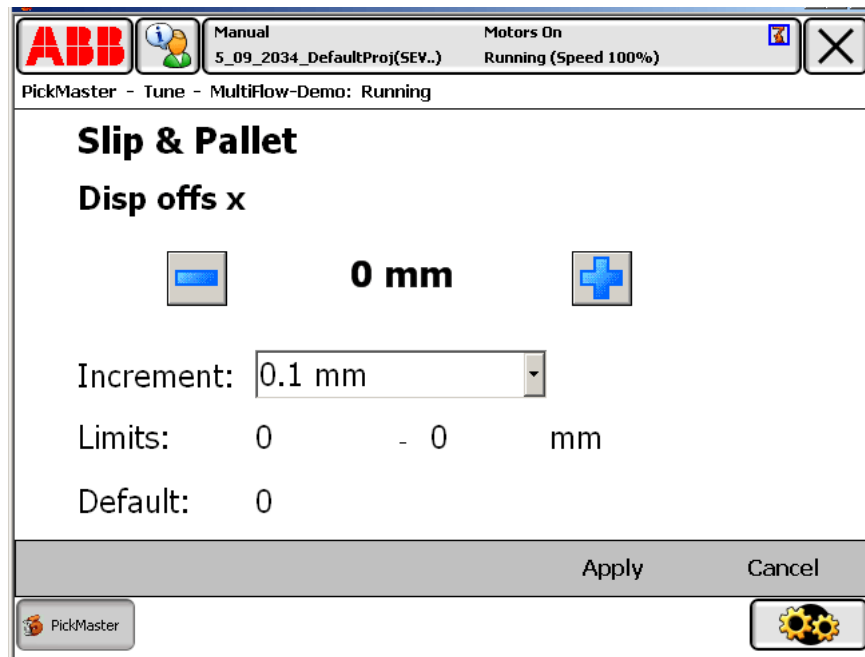 ABB
Manual
Motors On
5_09_2034_DefaultProj(SEV..)
Running (Speed 100%)
PickMaster - Tune - MultiFlow-Demo: Running
Slip & Pallet
Disp offs x
0 mm
Increment: 0.1 mm
Limits: 0 - 0 mm
Default: 0
Apply Cancel
PickMaster